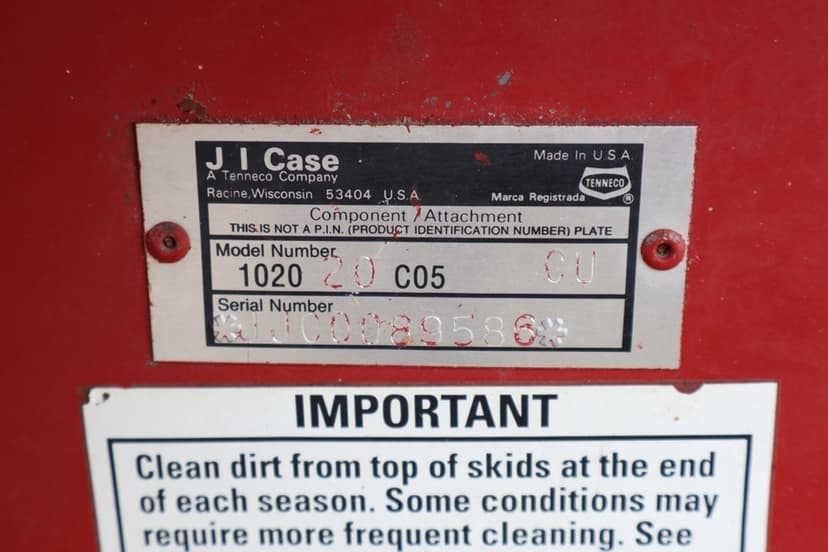 J I Case
A Tenneco Company
Racine, Wisconsin 53404 U.S.A.
Made In U.S.A.
TENNECO
Marca Registrada ®
Component / Attachment
THIS IS NOT A P.I.N. (PRODUCT IDENTIFICATION NUMBER) PLATE
Model Number
1020 20 C05 CU
Serial Number
JJC0089586
IMPORTANT
Clean dirt from top of skids at the end
of each season. Some conditions may
require more frequent cleaning. See